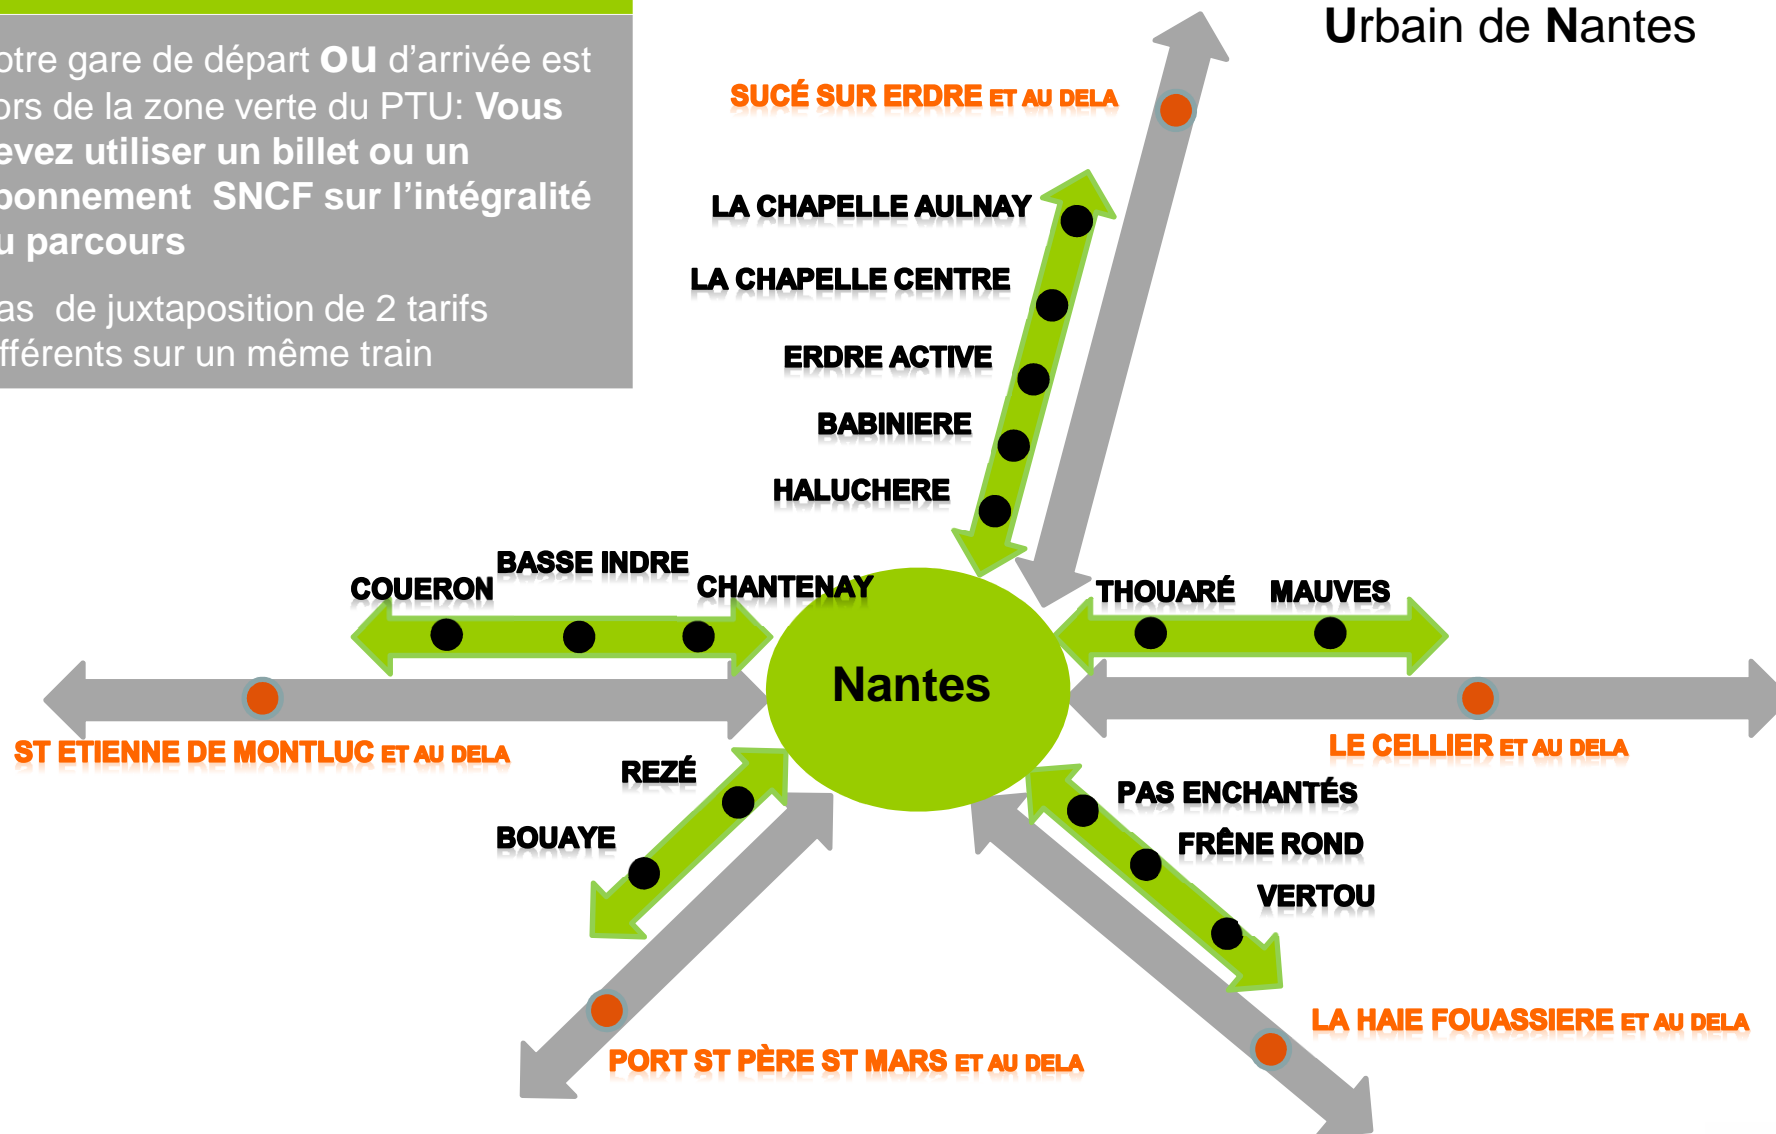 otre gare de départ ou d’arrivée est
ors de la zone verte du PTU: Vous
evez utiliser un billet ou un
bonnement SNCF sur l’intégralité
u parcours
as de juxtaposition de 2 tarifs
fférents sur un même train
Urbain de Nantes
SUCÉ SUR ERDRE ET AU DELA
LA CHAPELLE AULNAY
LA CHAPELLE CENTRE
ERDRE ACTIVE
BABINIERE
HALUCHERE
BASSE INDRE
COUERON
CHANTENAY
THOUARÉ
MAUVES
Nantes
ST ETIENNE DE MONTLUC ET AU DELA
LE CELLIER ET AU DELA
REZÉ
PAS ENCHANTÉS
BOUAYE
FRÊNE ROND
VERTOU
LA HAIE FOUASSIERE ET AU DELA
PORT ST PÈRE ST MARS ET AU DELA